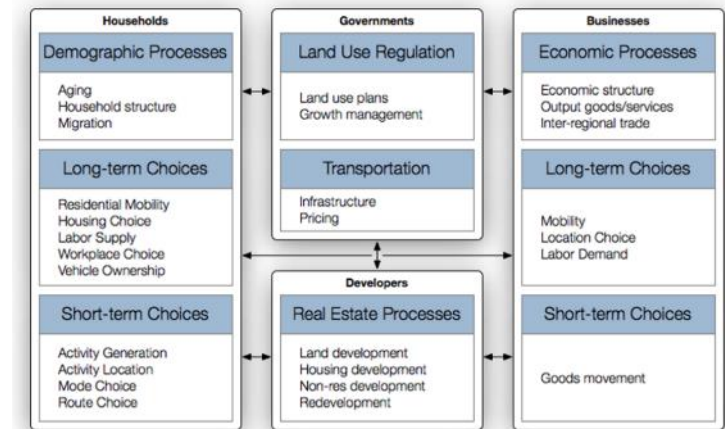 Households
Demographic Processes
Aging
Household structure
Migration
Long-term Choices
Residential Mobility
Housing Choice
Labor Supply
Workplace Choice
Vehicle Ownership
Short-term Choices
Activity Generation
Activity Location
Mode Choice
Route Choice
Governments
Land Use Regulation
Land use plans
Growth management
Transportation
Infrastructure
Pricing
Developers
Real Estate Processes
Land development
Housing development
Non-res development
Redevelopment
Businesses
Economic Processes
Economic structure
Output goods/services
Inter-regional trade
Long-term Choices
Mobility
Location Choice
Labor Demand
Short-term Choices
Goods movement